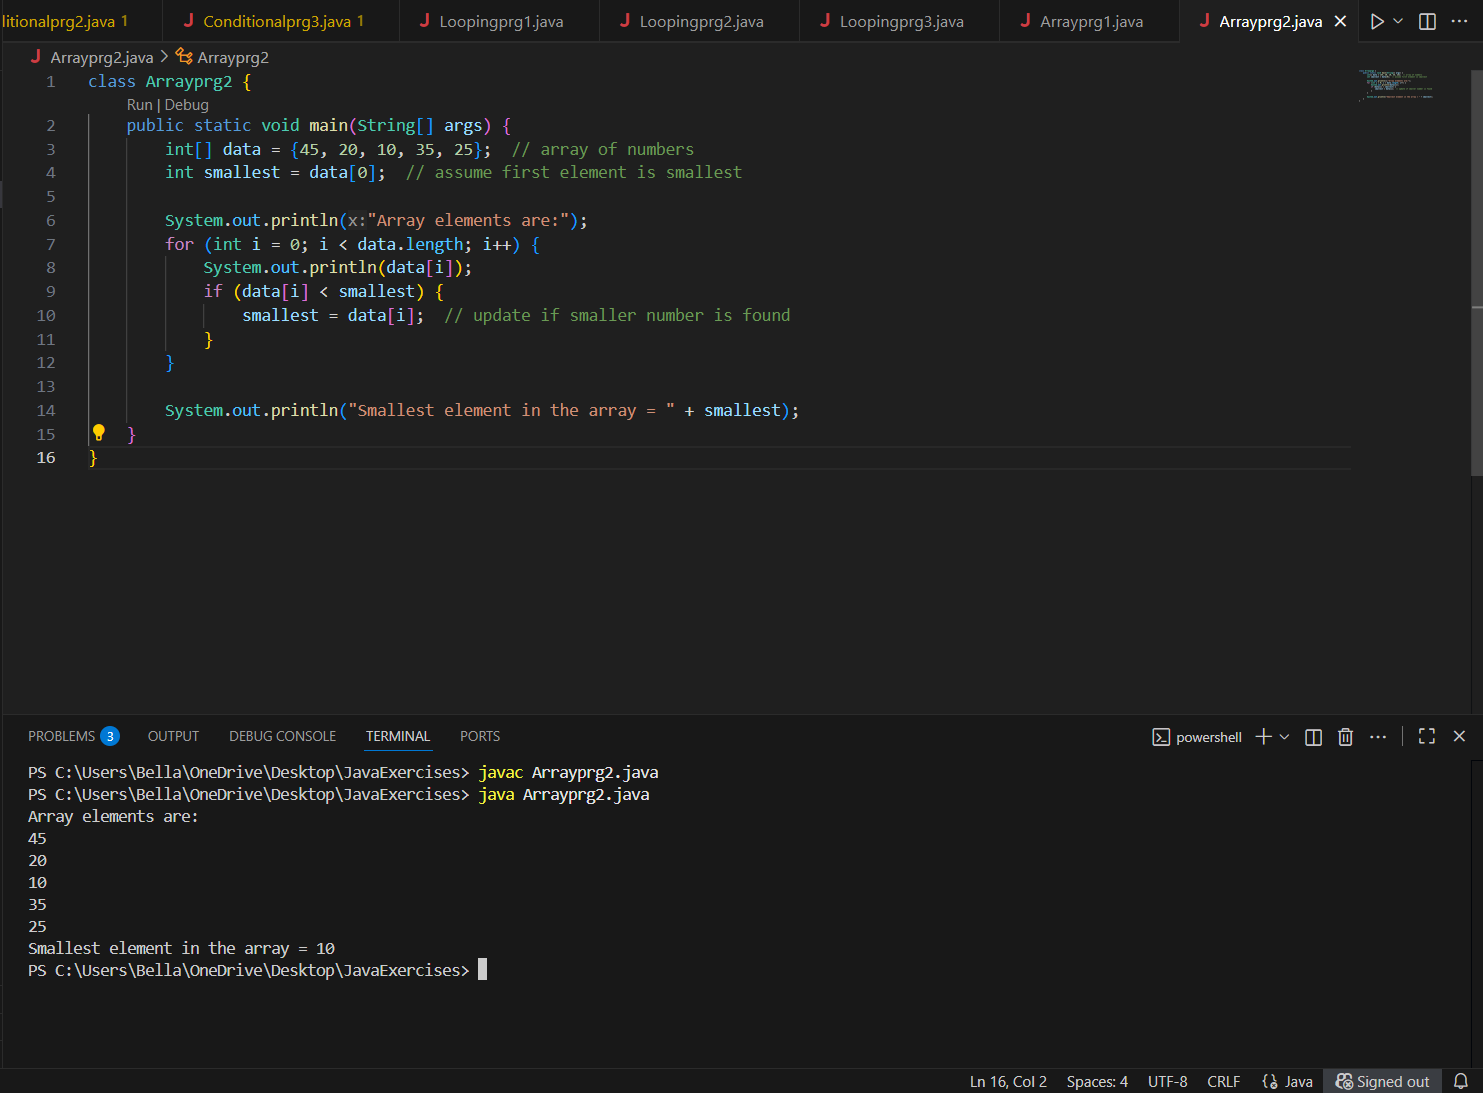 litionalprg2.java 1 J Conditionalprg3.java 1 J Loopingprg1.java J Loopingprg2.java J Loopingprg3.java J Arrayprg1.java J Arrayprg2.java
J Arrayprg2.java > Arrayprg2
1 class Arrayprg2 {
Run | Debug
2 public static void main(String[] args) {
3 int[] data = {45, 20, 10, 35, 25};  // array of numbers
4 int smallest = data[0];  // assume first element is smallest
5
6 System.out.println(x:"Array elements are:");
7 for (int i = 0; i < data.length; i++) {
8 System.out.println(data[i]);
9 if (data[i] < smallest) {
10 smallest = data[i];  // update if smaller number is found
11 }
12 }
13
14 System.out.println("Smallest element in the array = " + smallest);
15 }
16 }
PROBLEMS 3 OUTPUT DEBUG CONSOLE TERMINAL PORTS powershell
PS C:\Users\Bella\OneDrive\Desktop\JavaExercises> javac Arrayprg2.java
PS C:\Users\Bella\OneDrive\Desktop\JavaExercises> java Arrayprg2.java
Array elements are:
45
20
10
35
25
Smallest element in the array = 10
PS C:\Users\Bella\OneDrive\Desktop\JavaExercises>
Ln 16, Col 2 Spaces: 4 UTF-8 CRLF {} Java Signed out